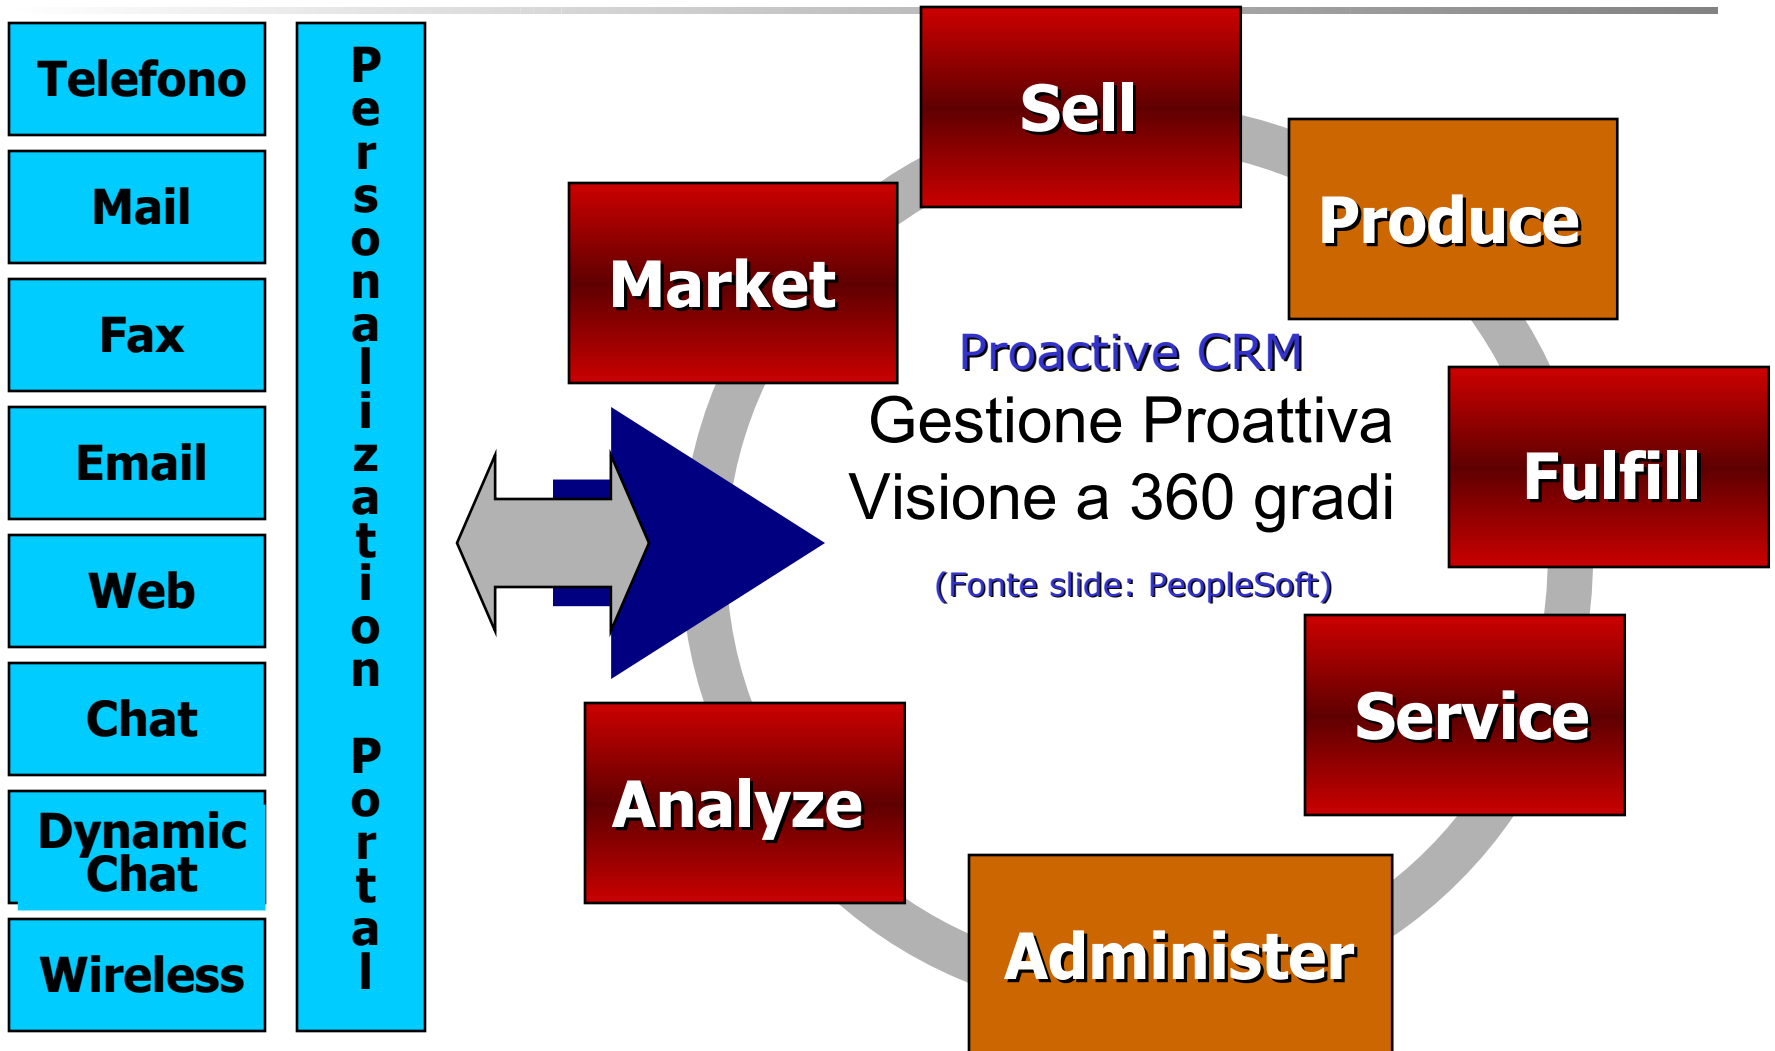 Telefono
Mail
Fax
Email
Web
Chat
Dynamic
Chat
Wireless
Personalization Portal
Sell
Produce
Market
Proactive CRM
Gestione Proattiva
Visione a 360 gradi
(Fonte slide: PeopleSoft)
Fulfill
Service
Analyze
Administer